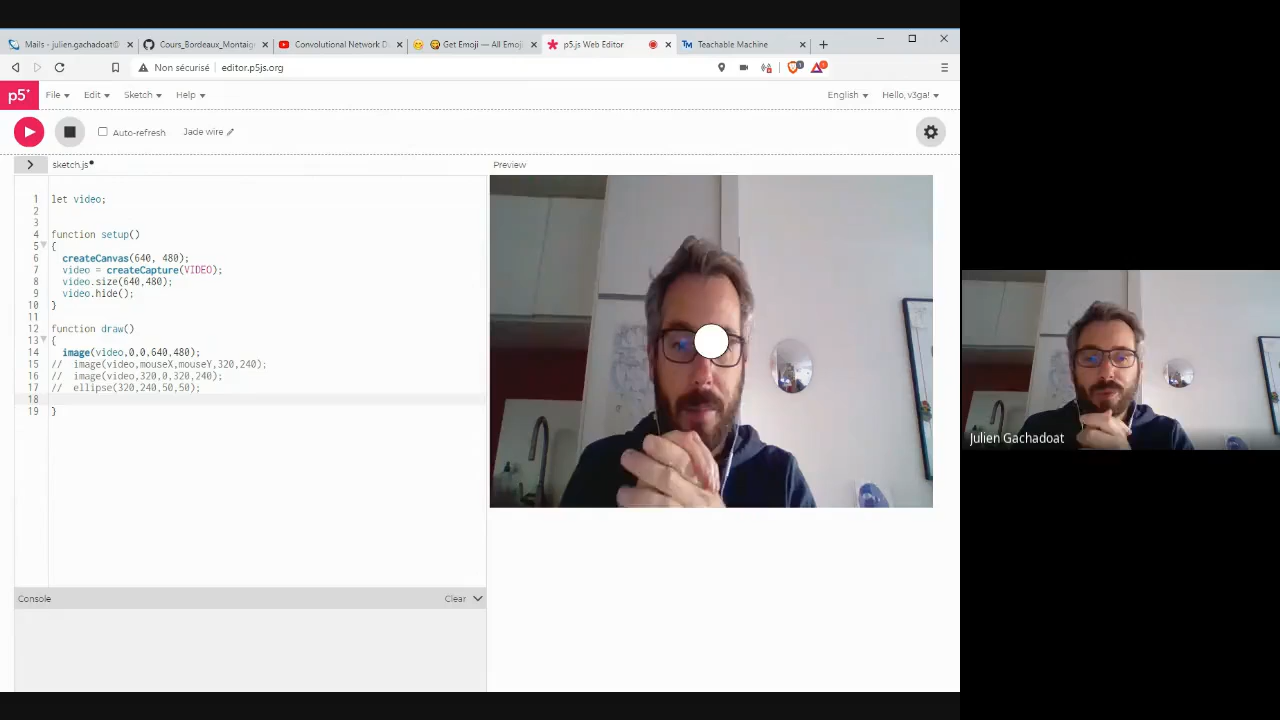 Mails - julien.gachadoat@
Cours_Bordeaux_Montaig
Convolutional Network D
Get Emoji — All Emoji
p5.js Web Editor
Teachable Machine
Non sécurisé
editor.p5js.org
p5*
File
Edit
Sketch
Help
English
Hello, v3ga!
Auto-refresh
Jade wire
sketch.js
Preview
1 let video;
2
3
4 function setup()
5 {
6 createCanvas(640, 480);
7 video = createCapture(VIDEO);
8 video.size(640,480);
9 video.hide();
10 }
11
12 function draw()
13 {
14 image(video,0,0,640,480);
15 // image(video,mouseX,mouseY,320,240);
16 // image(video,320,0,320,240);
17 // ellipse(320,240,50,50);
18
19 }
Console
Clear
Julien Gachadoat